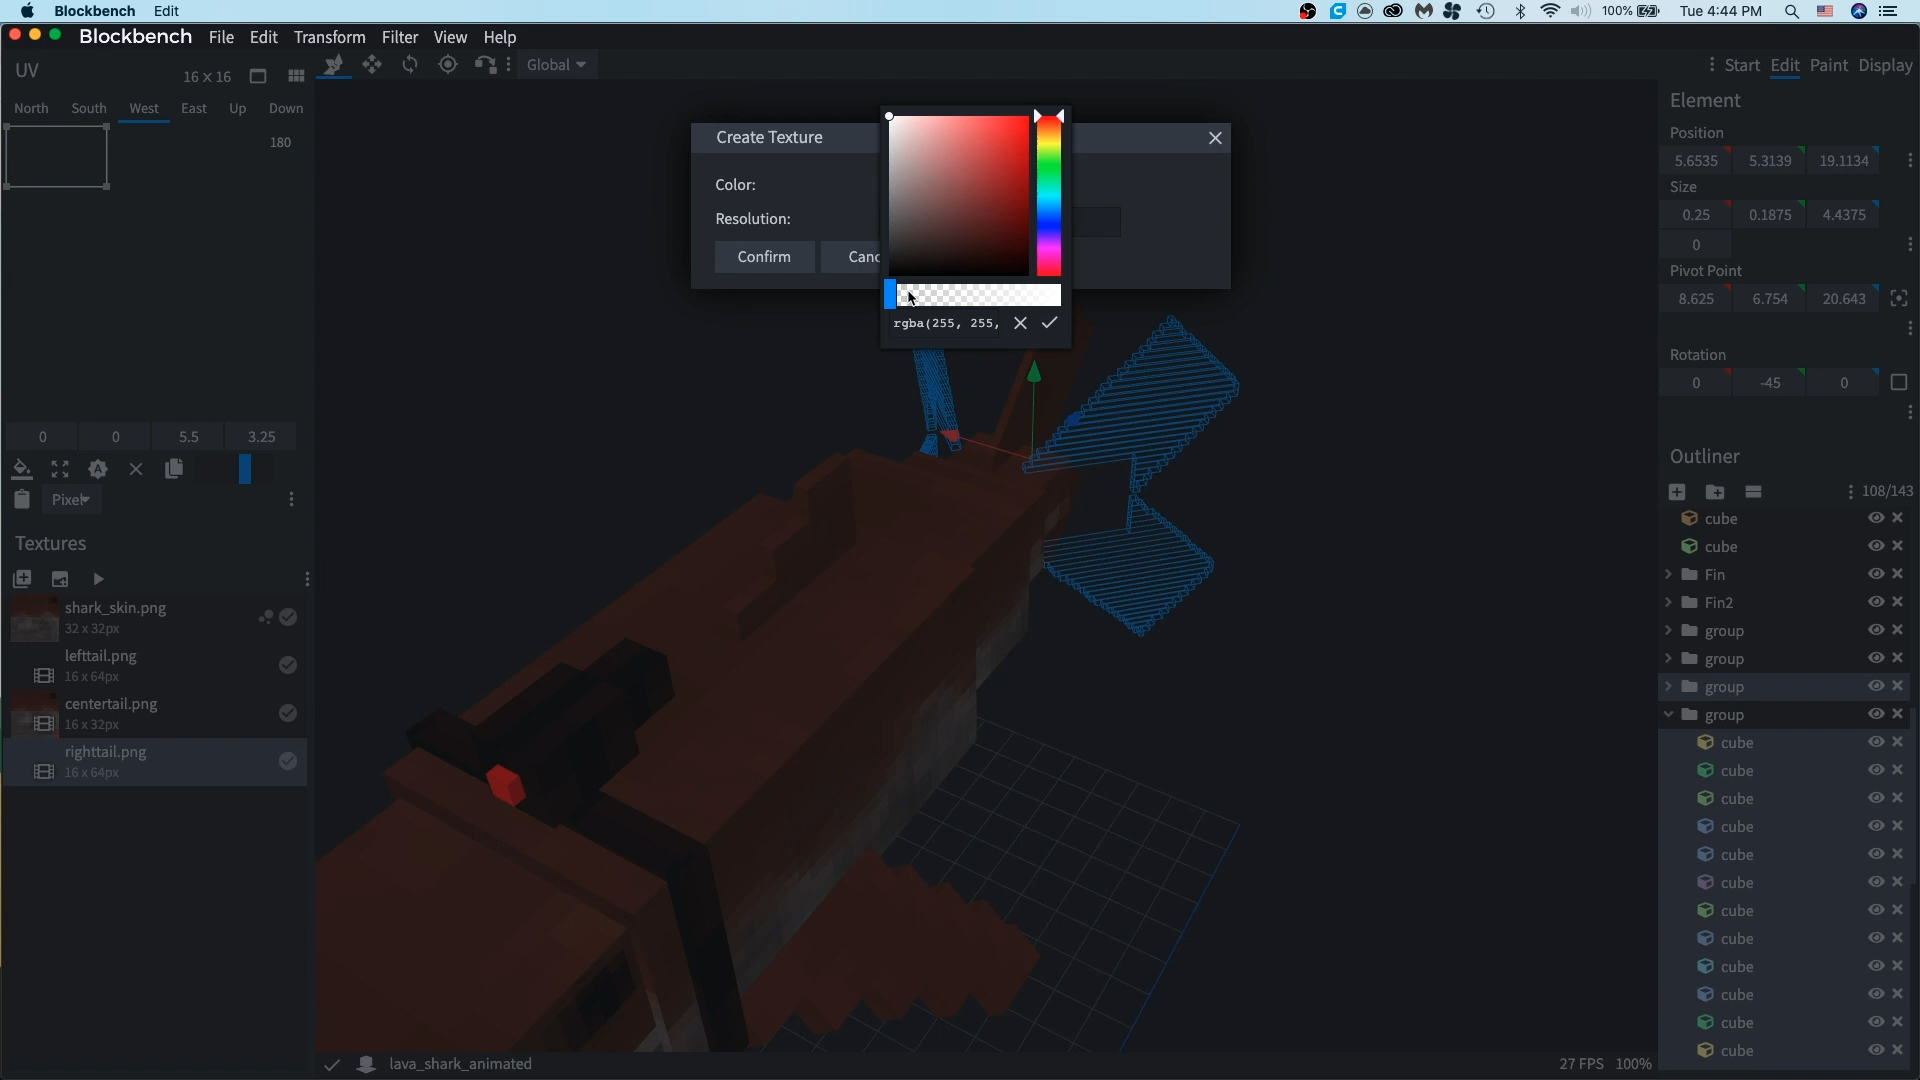 Blockbench Edit
100% Tue 4:44 PM
Blockbench File Edit Transform Filter View Help
UV
16 x 16
Global
Start Edit Paint Display
North South West East Up Down
180
0 0 5.5 3.25
Pixel
Textures
shark_skin.png
32 x 32px
lefttail.png
16 x 64px
centertail.png
16 x 32px
righttail.png
16 x 64px
Create Texture
Color:
Resolution:
Confirm Canc
rgba(255, 255,
Element
Position
5.6535 5.3139 19.1134
Size
0.25 0.1875 4.4375
0
Pivot Point
8.625 6.754 20.643
Rotation
0 -45 0
Outliner
108/143
cube
cube
Fin
Fin2
group
group
group
group
cube
cube
cube
cube
cube
cube
cube
cube
cube
cube
cube
cube
lava_shark_animated
27 FPS 100%